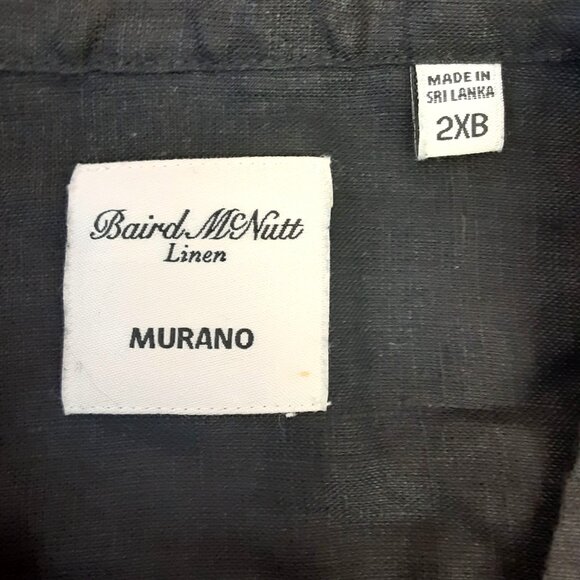 MADE IN
SRI LANKA
2XB
Baird McNutt
Linen
MURANO